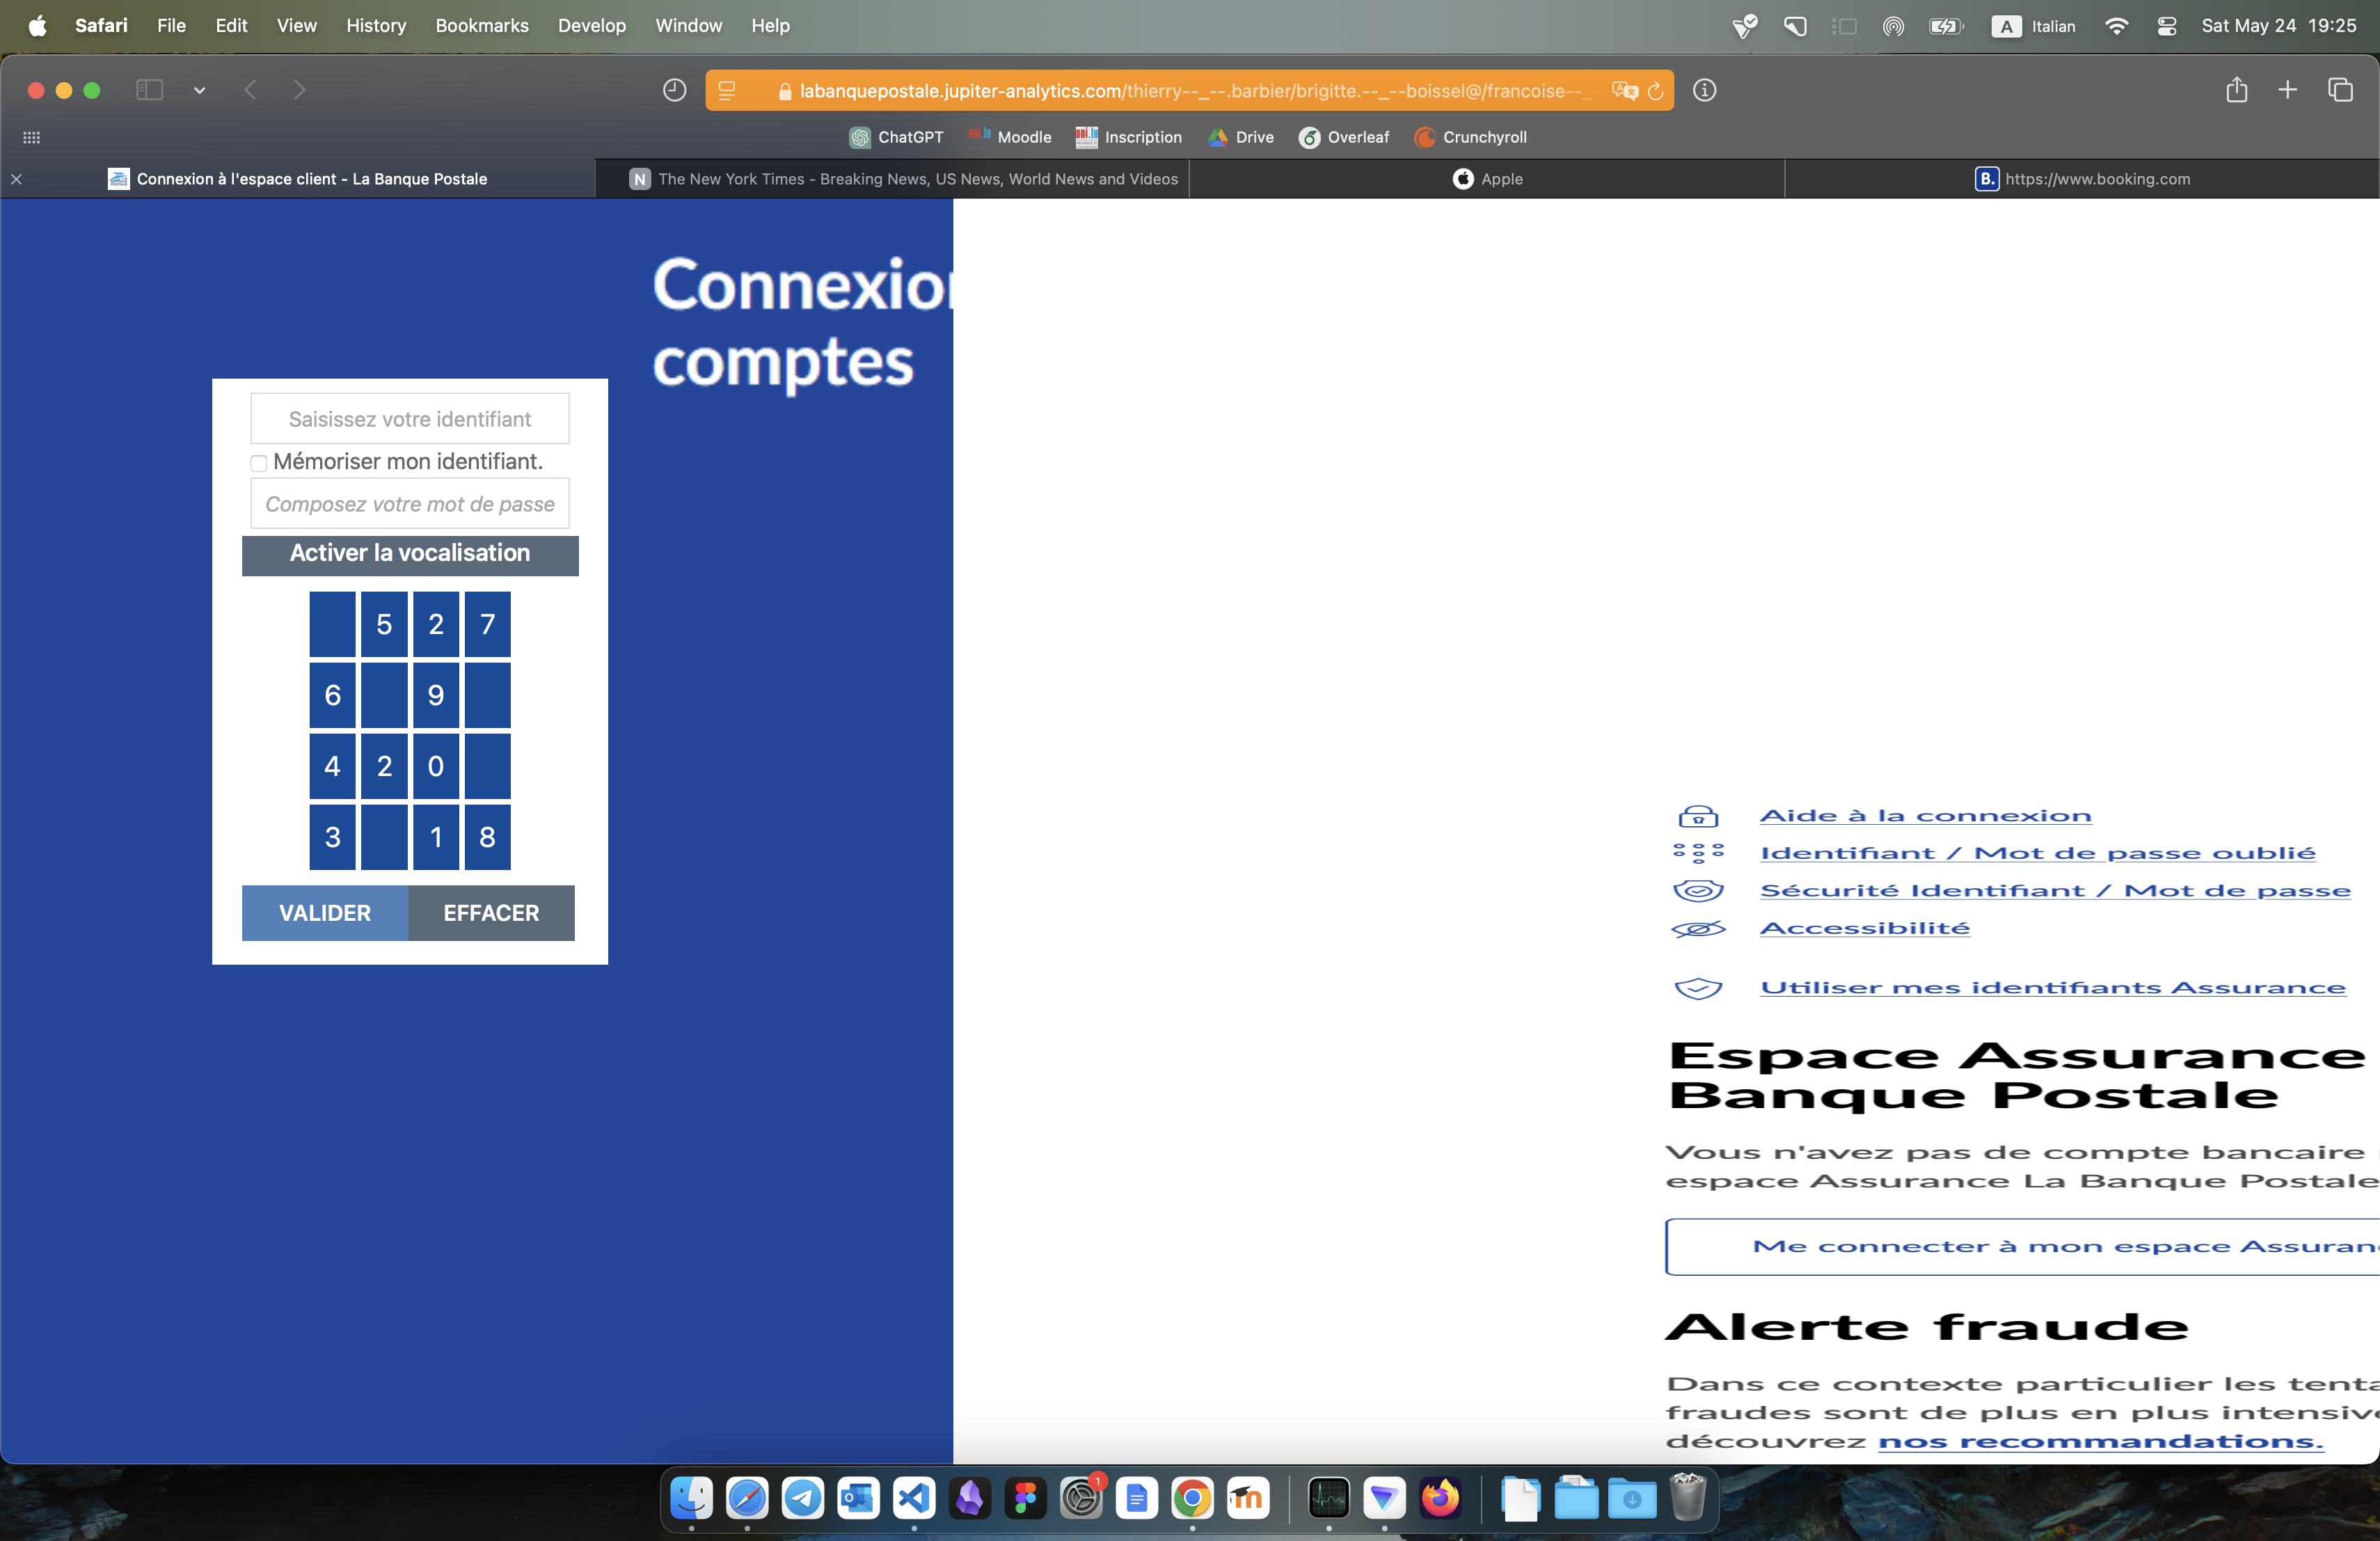 Safari File Edit View History Bookmarks Develop Window Help
A Italian Sat May 24 19:25
labanquepostale.jupiter-analytics.com/thierry--_--.barbier/brigitte.--_--boissel@/francoise--_
ChatGPT Moodle Inscription Drive Overleaf Crunchyroll
Connexion à l'espace client - La Banque Postale
N The New York Times - Breaking News, US News, World News and Videos
Apple
B. https://www.booking.com
Connexion
comptes
Saisissez votre identifiant
Mémoriser mon identifiant.
Composez votre mot de passe
Activer la vocalisation
5 2 7
6 9
4 2 0
3 1 8
VALIDER EFFACER
Aide à la connexion
Identifiant / Mot de passe oublié
Sécurité Identifiant / Mot de passe
Accessibilité
Utiliser mes identifiants Assurance
Espace Assurance
Banque Postale
Vous n'avez pas de compte bancaire
espace Assurance La Banque Postale
Me connecter à mon espace Assuran
Alerte fraude
Dans ce contexte particulier les tenta
fraudes sont de plus en plus intensiv
découvrez nos recommandations.
1